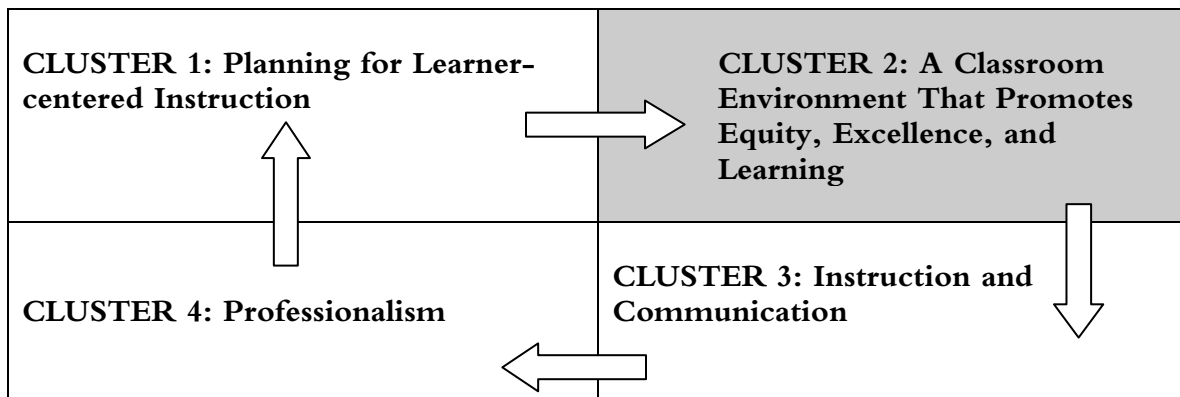 CLUSTER 1: Planning for Learner-
centered Instruction
CLUSTER 2: A Classroom
Environment That Promotes
Equity, Excellence, and
Learning
CLUSTER 3: Instruction and
Communication
CLUSTER 4: Professionalism